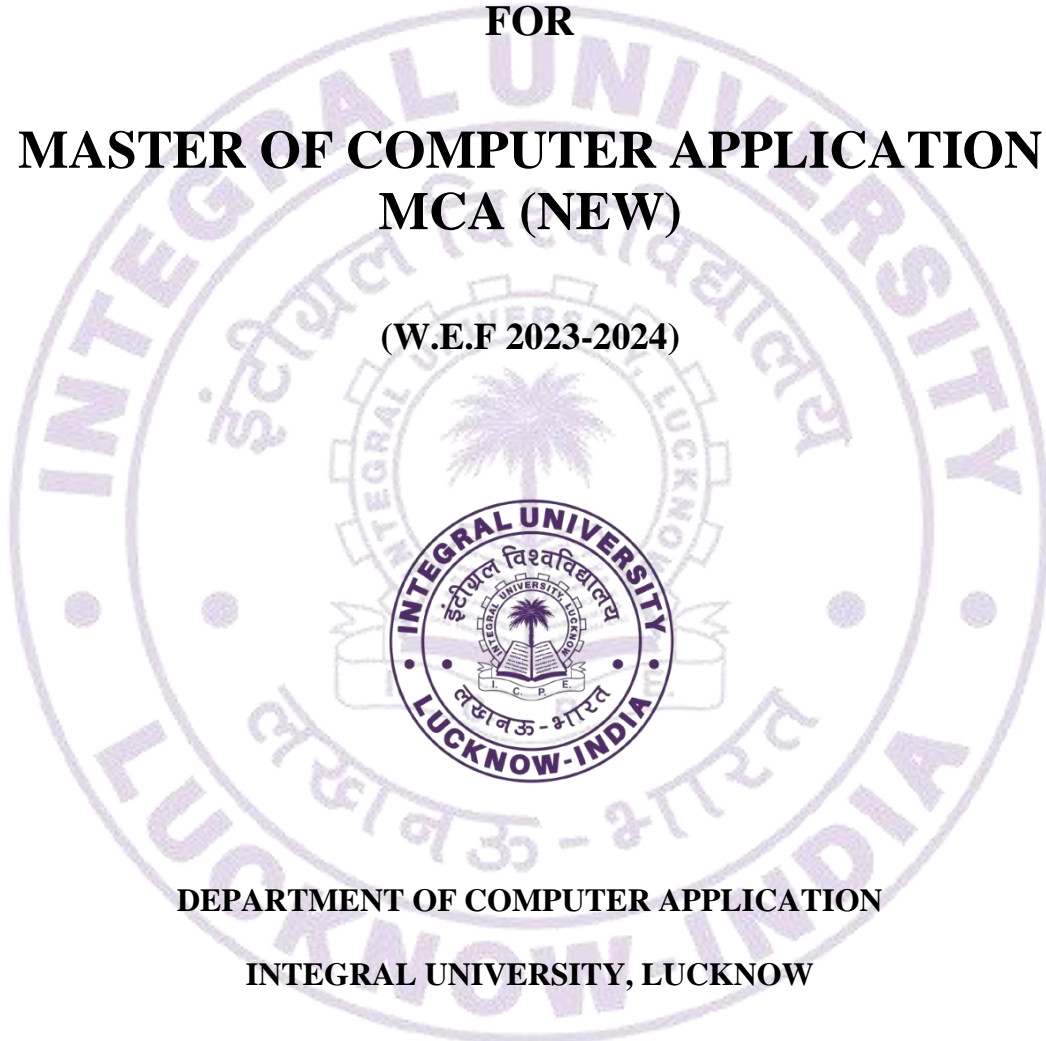 FOR
MASTER OF COMPUTER APPLICATION
MCA (NEW)
(W.E.F 2023-2024)
INTEGRAL UNIVERSITY
इंटीग्रल विश्वविद्यालय
INTEGRAL UNIVERSITY, LUCKNOW
I. C. P. E.
लखनऊ - भारत
LUCKNOW-INDIA
DEPARTMENT OF COMPUTER APPLICATION
INTEGRAL UNIVERSITY, LUCKNOW